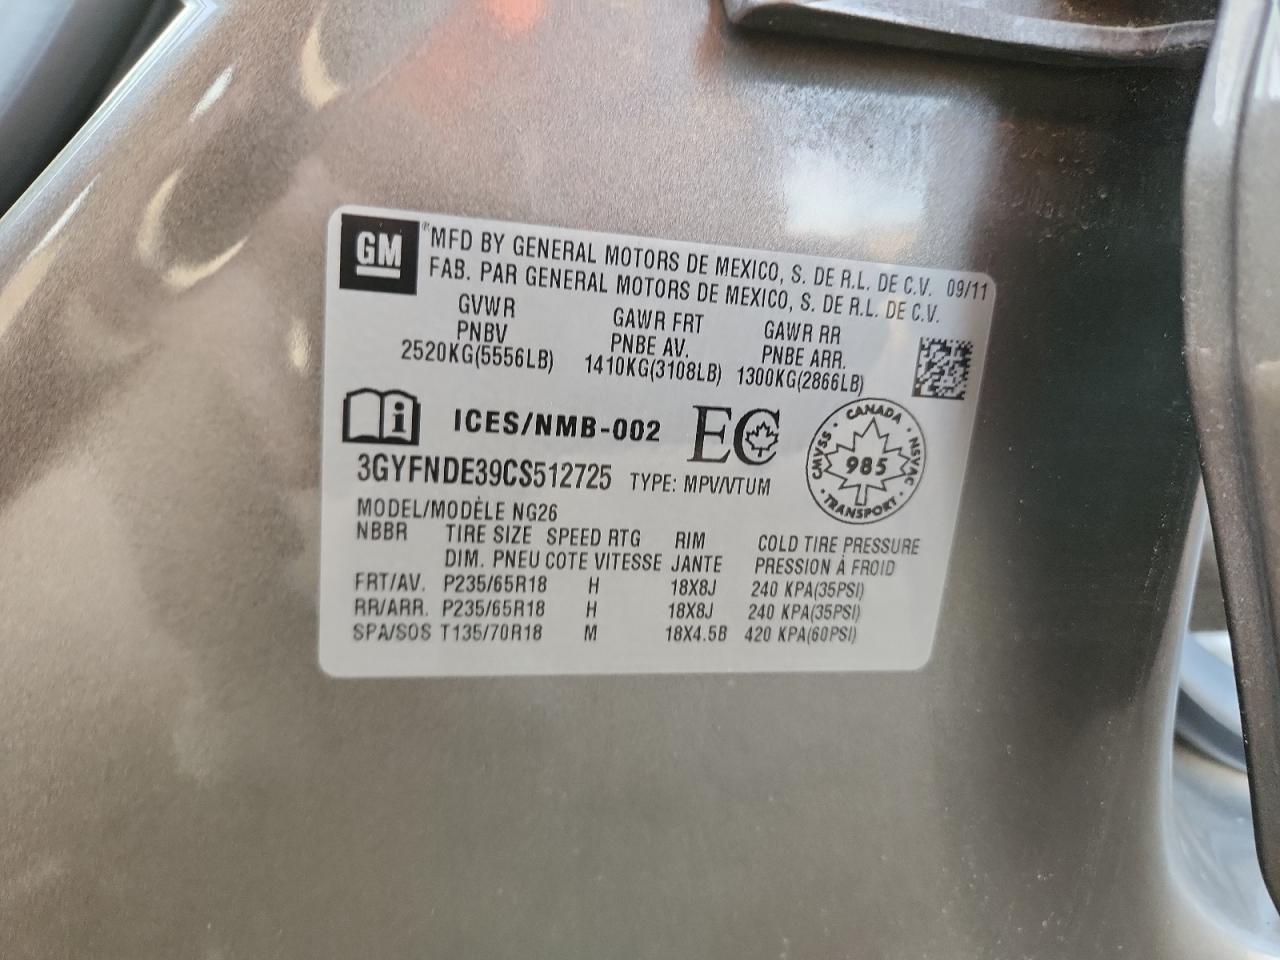 GM
®MFD BY GENERAL MOTORS DE MEXICO, S. DE R.L. DE C.V. 09/11
FAB. PAR GENERAL MOTORS DE MEXICO, S. DE R.L. DE C.V.
GVWR GAWR FRT GAWR RR
PNBV PNBE AV. PNBE ARR.
2520KG(5556LB) 1410KG(3108LB) 1300KG(2866LB)
i ICES/NMB-002 EC
CANADA
CMVSS 985 NSVAC
TRANSPORT
3GYFNDE39CS512725 TYPE: MPV/VTUM
MODEL/MODÈLE NG26
NBBR TIRE SIZE SPEED RTG RIM COLD TIRE PRESSURE
DIM. PNEU COTE VITESSE JANTE PRESSION À FROID
FRT/AV. P235/65R18 H 18X8J 240 KPA(35PSI)
RR/ARR. P235/65R18 H 18X8J 240 KPA(35PSI)
SPA/SOS T135/70R18 M 18X4.5B 420 KPA(60PSI)